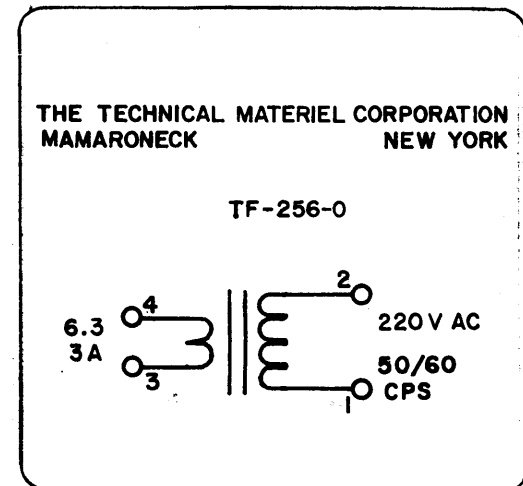 THE TECHNICAL MATERIEL CORPORATION
MAMARONECK NEW YORK
TF-256-0
4
6.3
3A
3
2
220V AC
50/60
CPS
1